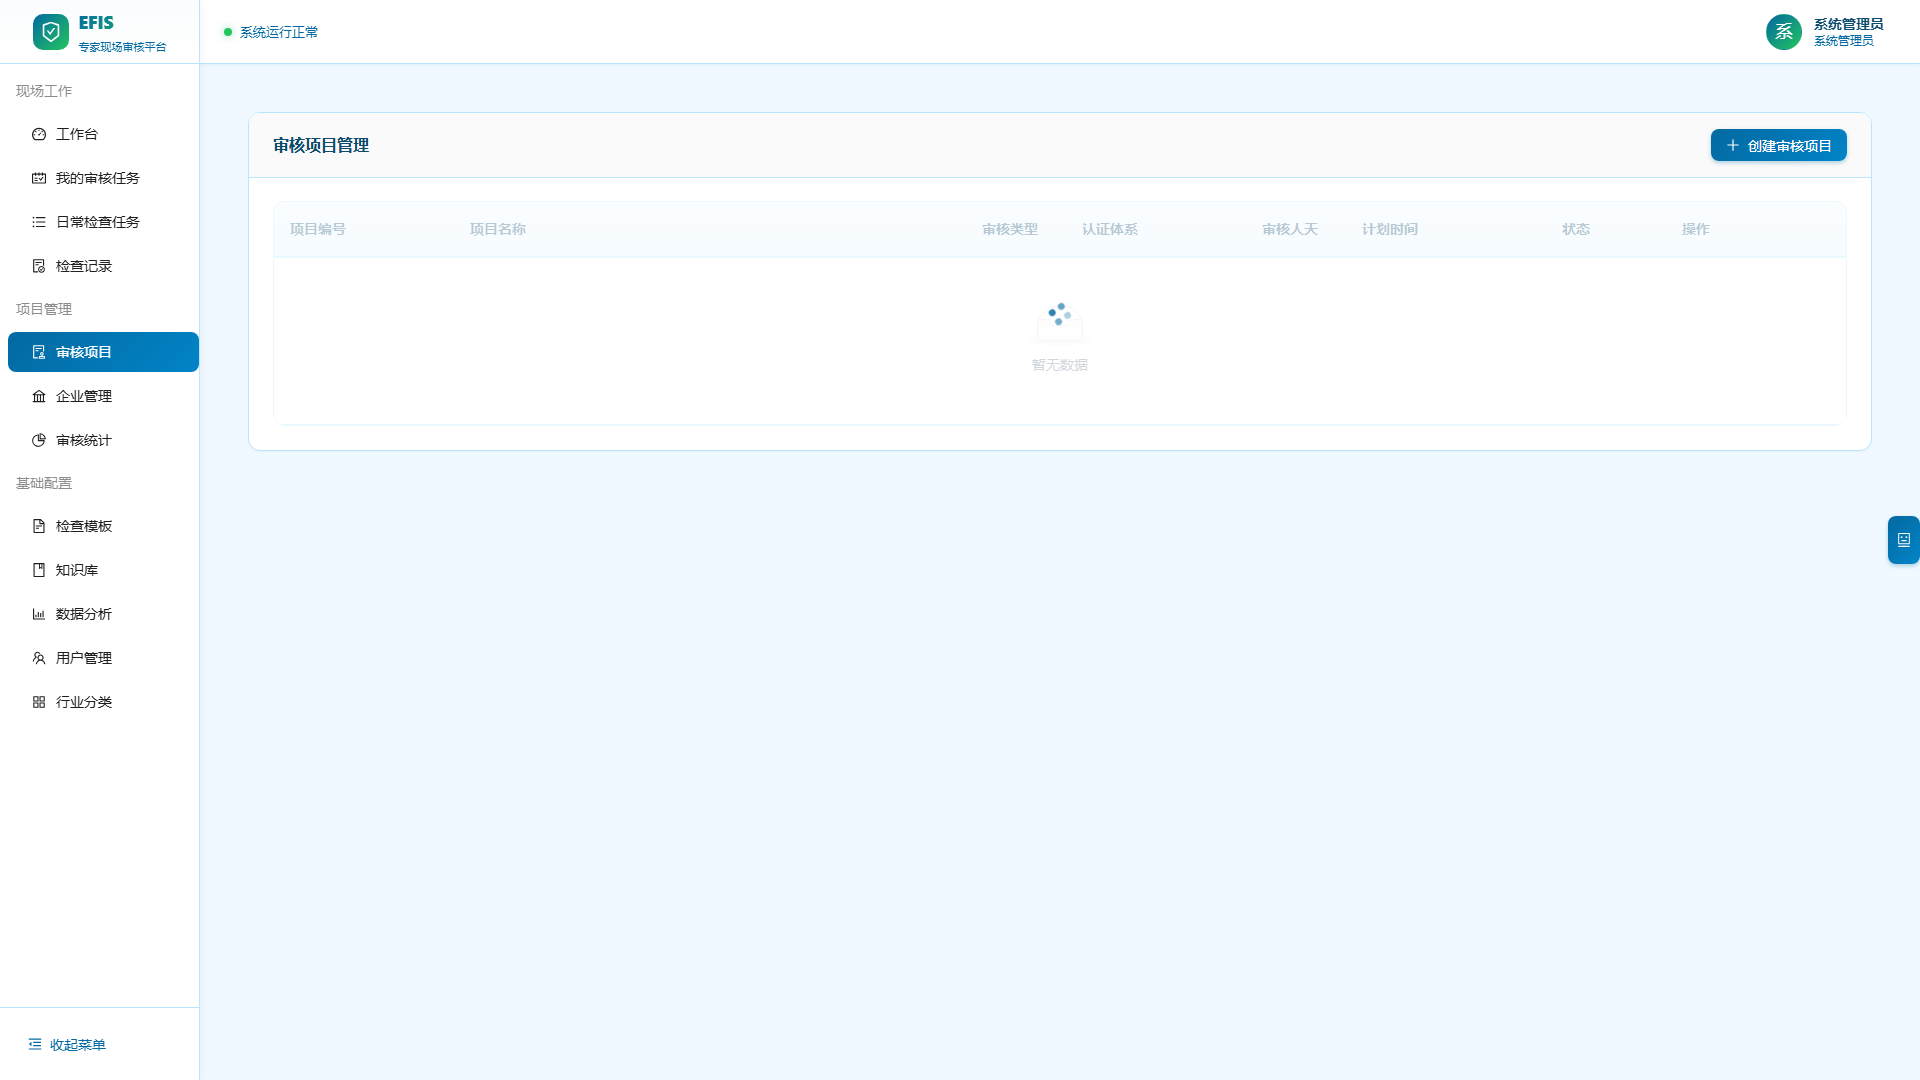 EFIS
专家现场审核平台
系统运行正常
系
系统管理员
系统管理员
现场工作
工作台
我的审核任务
日常检查任务
检查记录
项目管理
审核项目
企业管理
审核统计
基础配置
检查模板
知识库
数据分析
用户管理
行业分类
收起菜单
审核项目管理
创建审核项目
项目编号 项目名称 审核类型 认证体系 审核人天 计划时间 状态 操作
暂无数据